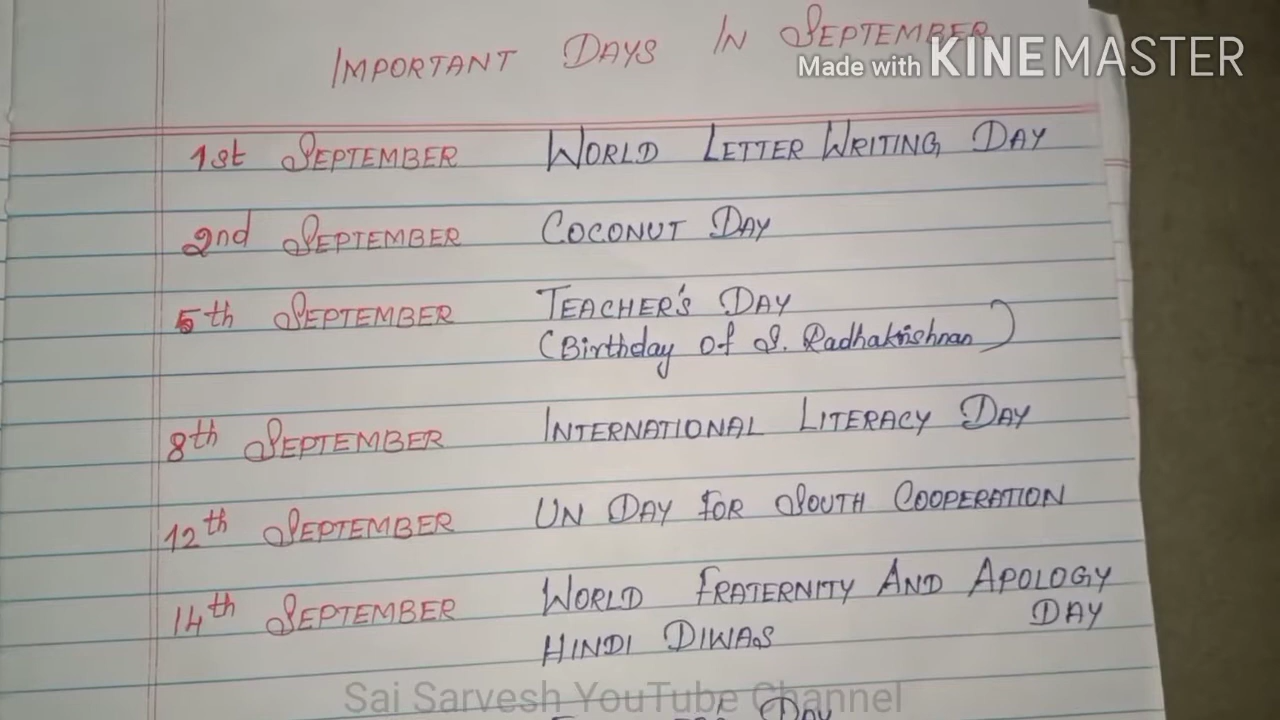 IMPORTANT DAYS IN SEPTEMBER
Made with KINEMASTER
1st SEPTEMBER WORLD LETTER WRITING DAY
2nd SEPTEMBER COCONUT DAY
5th SEPTEMBER TEACHER'S DAY
(Birthday of S. Radhakrishnan)
8th SEPTEMBER INTERNATIONAL LITERACY DAY
12th SEPTEMBER UN DAY FOR SOUTH COOPERATION
14th SEPTEMBER WORLD FRATERNITY AND APOLOGY
DAY
HINDI DIWAS
Sai Sarvesh YouTube Channel
Day